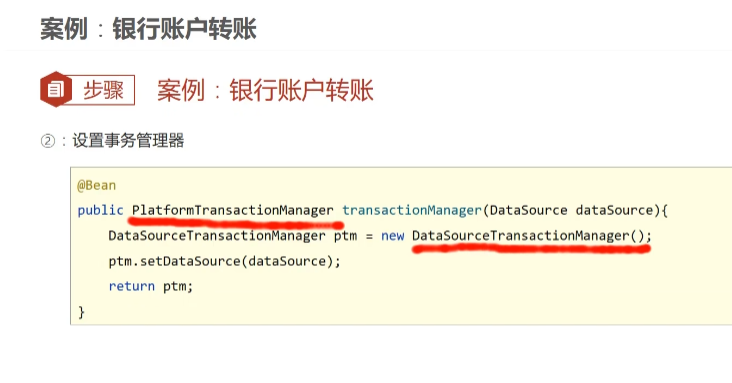 案例：银行账户转账
步骤 案例：银行账户转账
②：设置事务管理器
@Bean
public PlatformTransactionManager transactionManager(DataSource dataSource){
DataSourceTransactionManager ptm = new DataSourceTransactionManager();
ptm.setDataSource(dataSource);
return ptm;
}